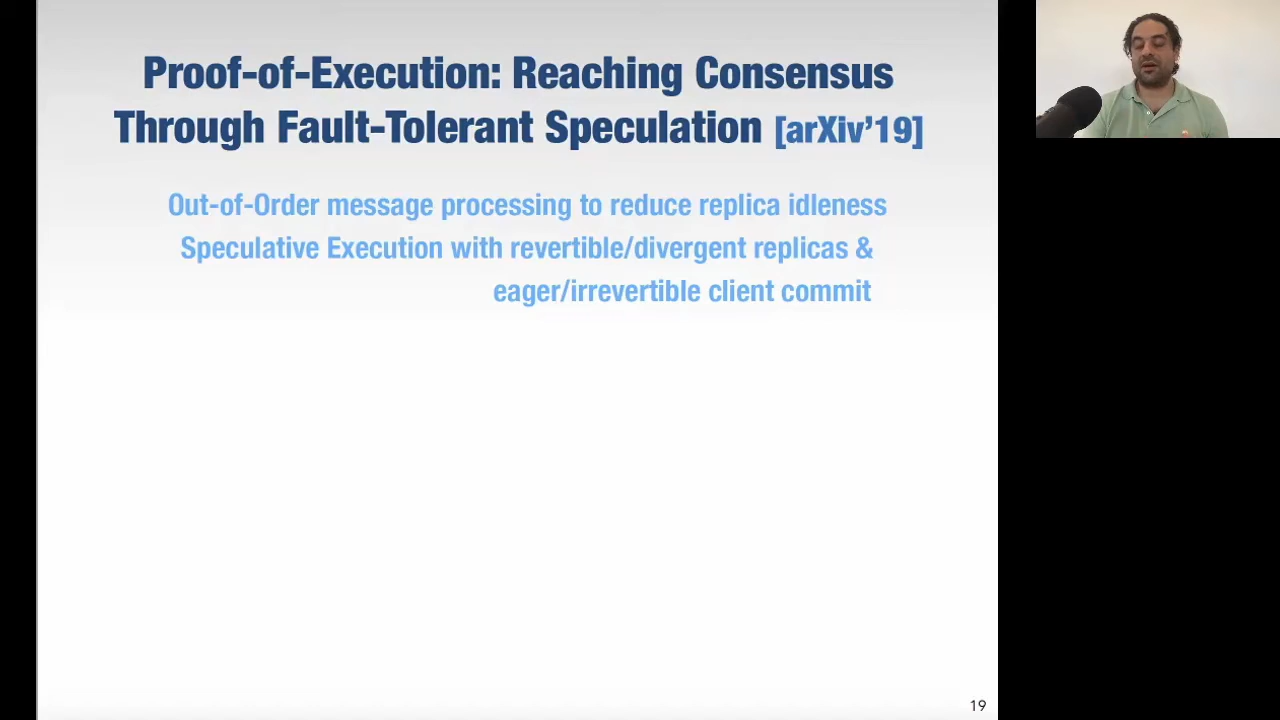 Proof-of-Execution: Reaching Consensus
Through Fault-Tolerant Speculation [arXiv’19]
Out-of-Order message processing to reduce replica idleness
Speculative Execution with revertible/divergent replicas &
eager/irrevertible client commit
19